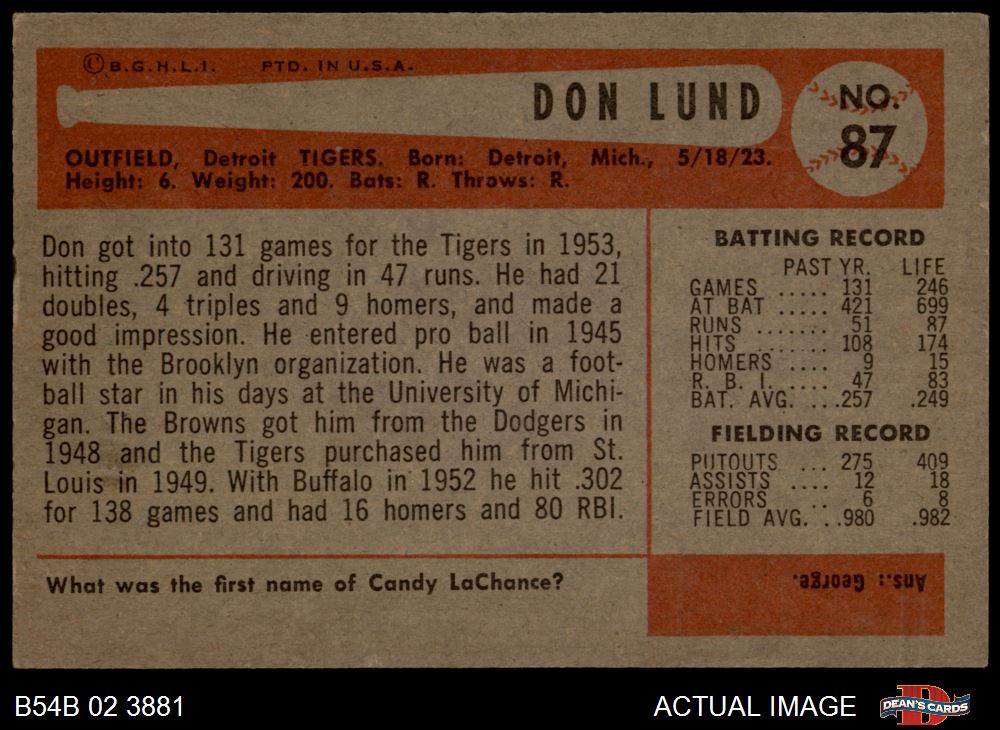 © B.G.H.L.I. PTD. IN U.S.A.
DON LUND
NO.
87
OUTFIELD, Detroit TIGERS. Born: Detroit, Mich., 5/18/23.
Height: 6. Weight: 200. Bats: R. Throws: R.
Don got into 131 games for the Tigers in 1953,
hitting .257 and driving in 47 runs. He had 21
doubles, 4 triples and 9 homers, and made a
good impression. He entered pro ball in 1945
with the Brooklyn organization. He was a foot-
ball star in his days at the University of Michi-
gan. The Browns got him from the Dodgers in
1948 and the Tigers purchased him from St.
Louis in 1949. With Buffalo in 1952 he hit .302
for 138 games and had 16 homers and 80 RBI.
BATTING RECORD
PAST YR. LIFE
GAMES ..... 131 246
AT BAT ..... 421 699
RUNS ....... 51 87
HITS ....... 108 174
HOMERS .... 9 15
R. B. I. .... 47 83
BAT. AVG. ...257 .249
FIELDING RECORD
PUTOUTS ... 275 409
ASSISTS .... 12 18
ERRORS .. 6 8
FIELD AVG. . .980 .982
What was the first name of Candy LaChance?
Ans.: George.
B54B 02 3881
ACTUAL IMAGE
D
DEAN'S CARDS